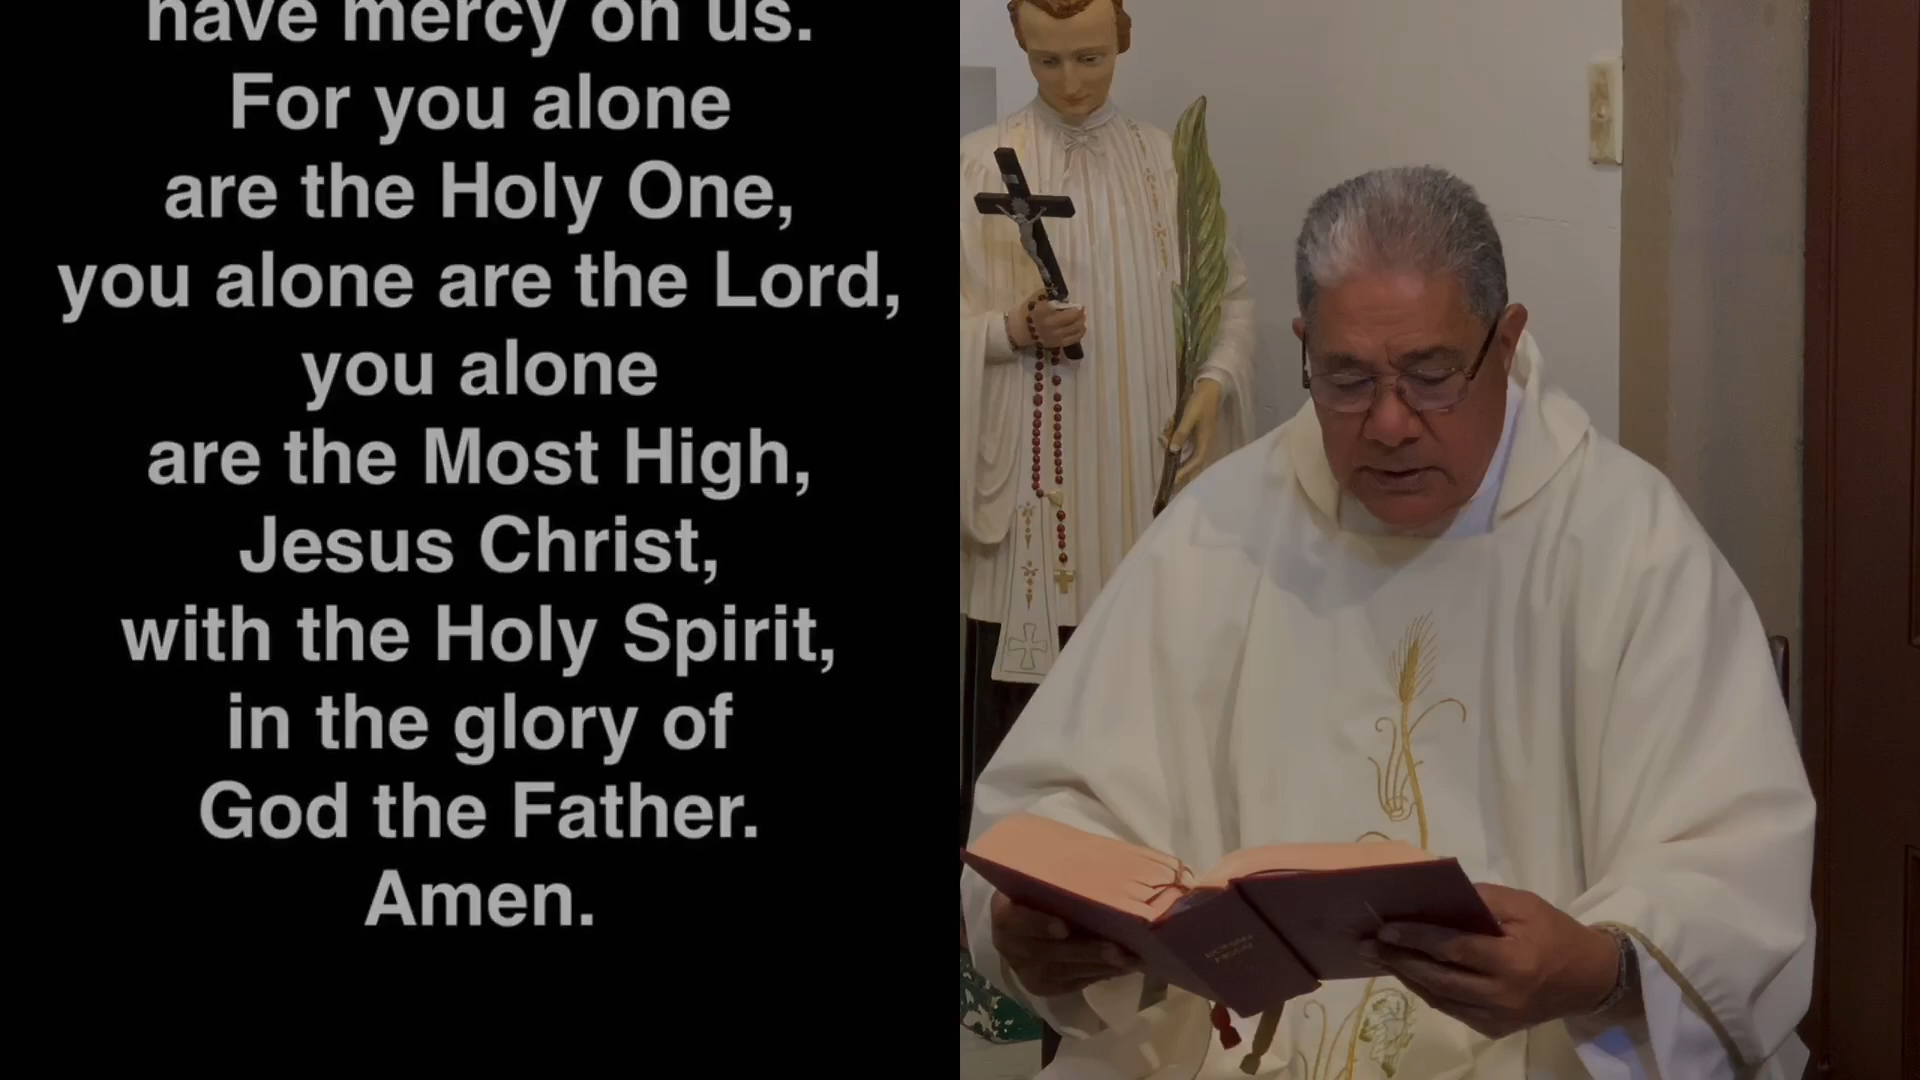 have mercy on us.
For you alone
are the Holy One,
you alone are the Lord,
you alone
are the Most High,
Jesus Christ,
with the Holy Spirit,
in the glory of
God the Father.
Amen.